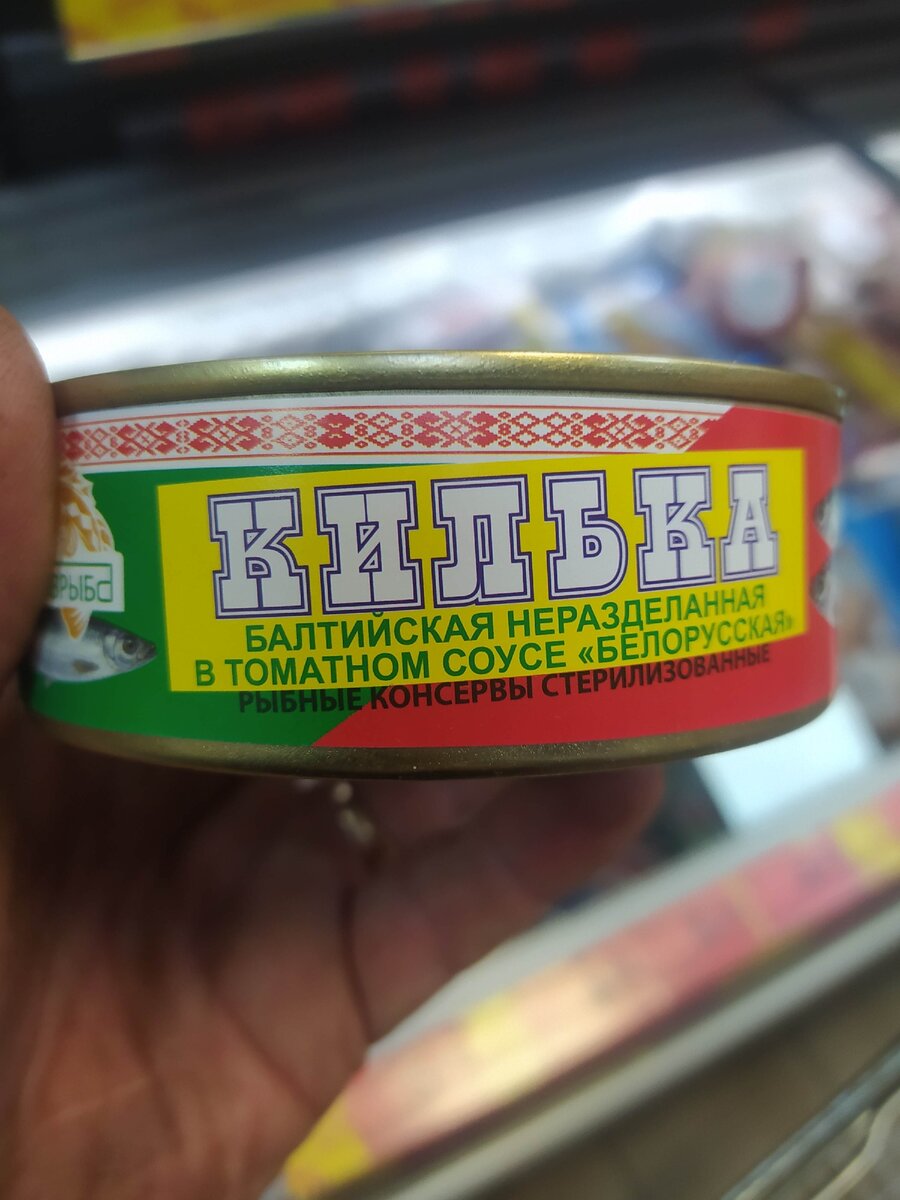 КИЛЬКА
БАЛТИЙСКАЯ НЕРАЗДЕЛАННАЯ
В ТОМАТНОМ СОУСЕ «БЕЛОРУССКАЯ»
РЫБНЫЕ КОНСЕРВЫ СТЕРИЛИЗОВАННЫЕ